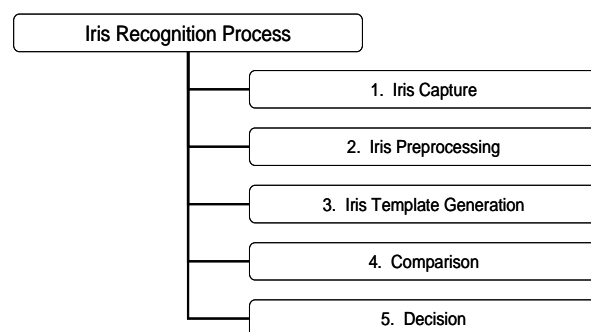 Iris Recognition Process
1. Iris Capture
2. Iris Preprocessing
3. Iris Template Generation
4. Comparison
5. Decision